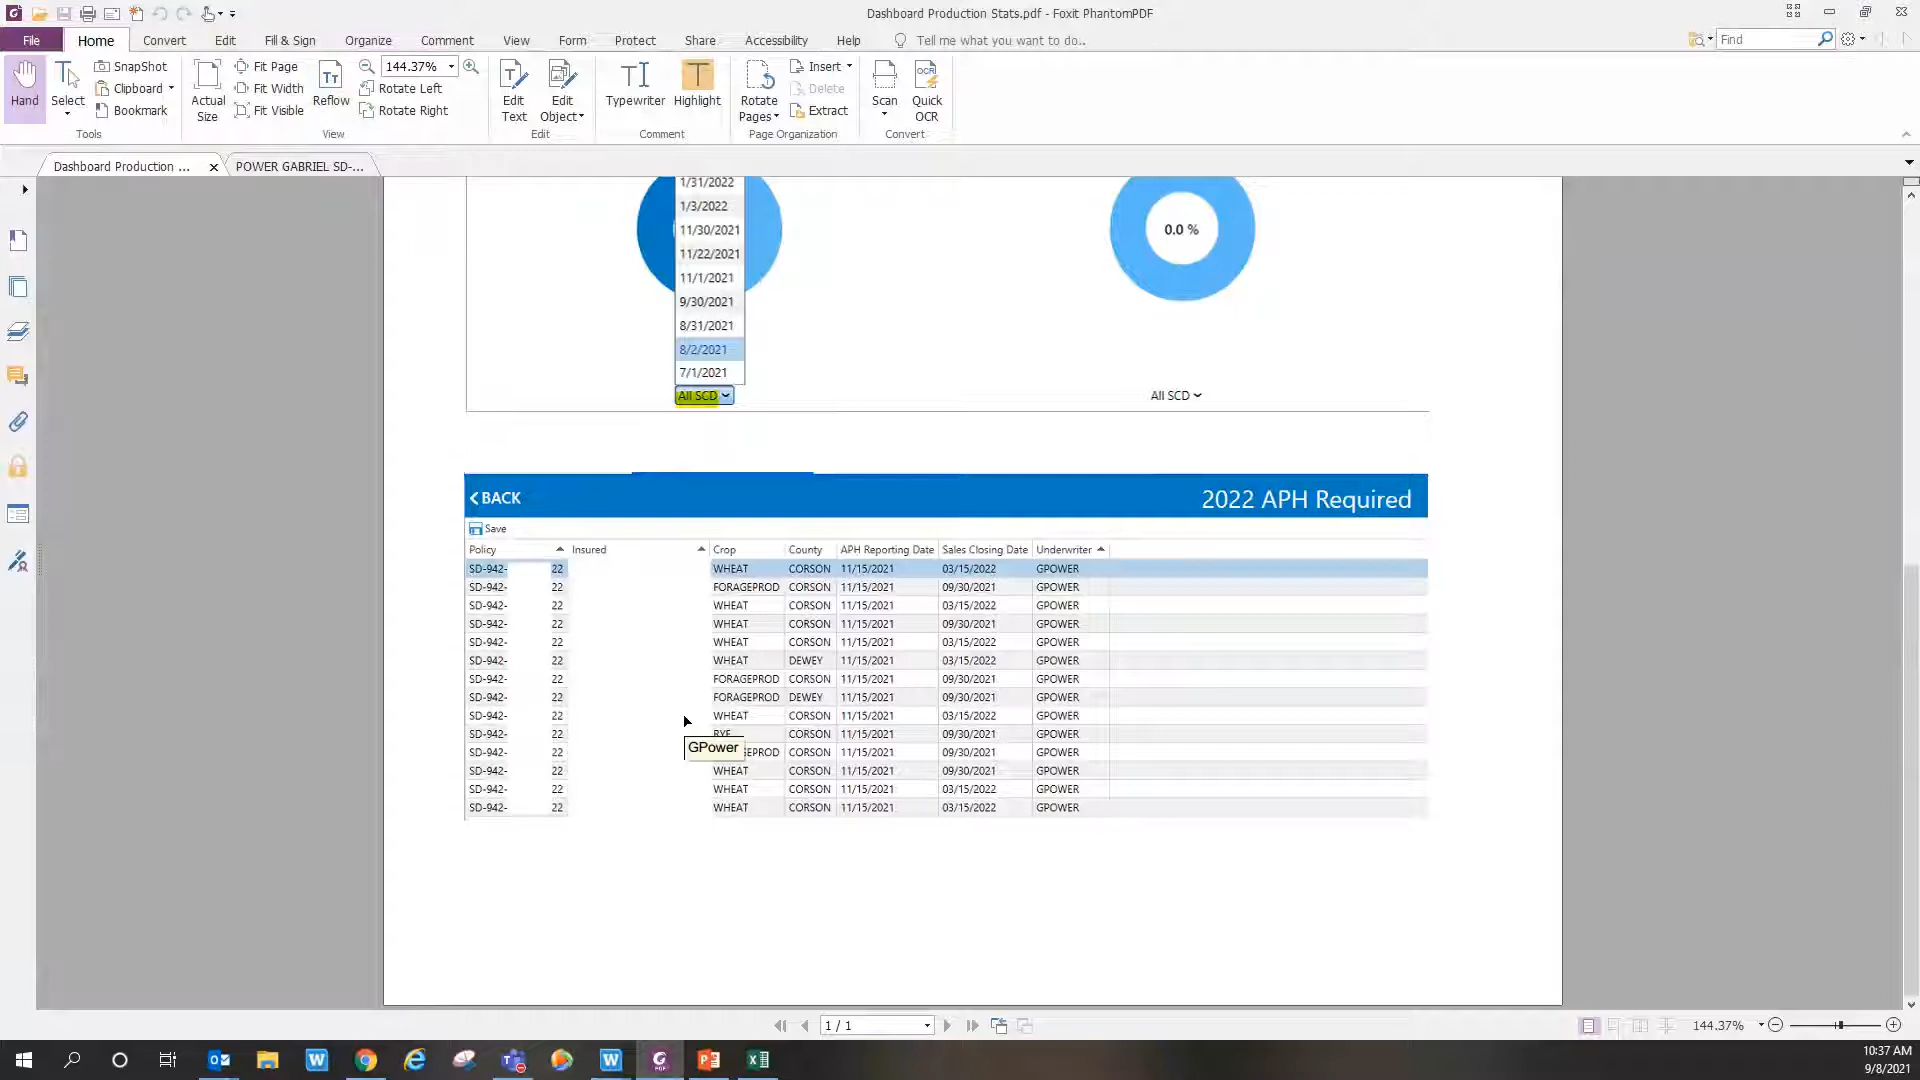 Dashboard Production Stats.pdf - Foxit PhantomPDF
File Home Convert Edit Fill & Sign Organize Comment View Form Protect Share Accessibility Help Tell me what you want to do.. Find
Hand Select SnapShot Clipboard Bookmark Actual Size Fit Page Fit Width Fit Visible Reflow 144.37% Rotate Left Rotate Right Edit Text Edit Object Typewriter Highlight Rotate Pages Insert Delete Extract Scan Quick OCR
Tools View Edit Comment Page Organization Convert
Dashboard Production ... POWER GABRIEL SD-...
1/31/2022
1/3/2022
11/30/2021
11/22/2021
11/1/2021
9/30/2021
8/31/2021
8/2/2021
7/1/2021
All SCD
0.0 %
All SCD
BACK 2022 APH Required
Save
Policy Insured Crop County APH Reporting Date Sales Closing Date Underwriter
SD-942- 22 WHEAT CORSON 11/15/2021 03/15/2022 GPOWER
SD-942- 22 FORAGEPROD CORSON 11/15/2021 09/30/2021 GPOWER
SD-942- 22 WHEAT CORSON 11/15/2021 03/15/2022 GPOWER
SD-942- 22 WHEAT CORSON 11/15/2021 09/30/2021 GPOWER
SD-942- 22 WHEAT CORSON 11/15/2021 03/15/2022 GPOWER
SD-942- 22 WHEAT DEWEY 11/15/2021 03/15/2022 GPOWER
SD-942- 22 FORAGEPROD CORSON 11/15/2021 09/30/2021 GPOWER
SD-942- 22 FORAGEPROD DEWEY 11/15/2021 09/30/2021 GPOWER
SD-942- 22 WHEAT CORSON 11/15/2021 03/15/2022 GPOWER
SD-942- 22 RYE CORSON 11/15/2021 09/30/2021 GPOWER
GPower
SD-942- 22 EPROD CORSON 11/15/2021 09/30/2021 GPOWER
SD-942- 22 WHEAT CORSON 11/15/2021 09/30/2021 GPOWER
SD-942- 22 WHEAT CORSON 11/15/2021 03/15/2022 GPOWER
SD-942- 22 WHEAT CORSON 11/15/2021 03/15/2022 GPOWER
1 / 1 144.37%
10:37 AM
9/8/2021